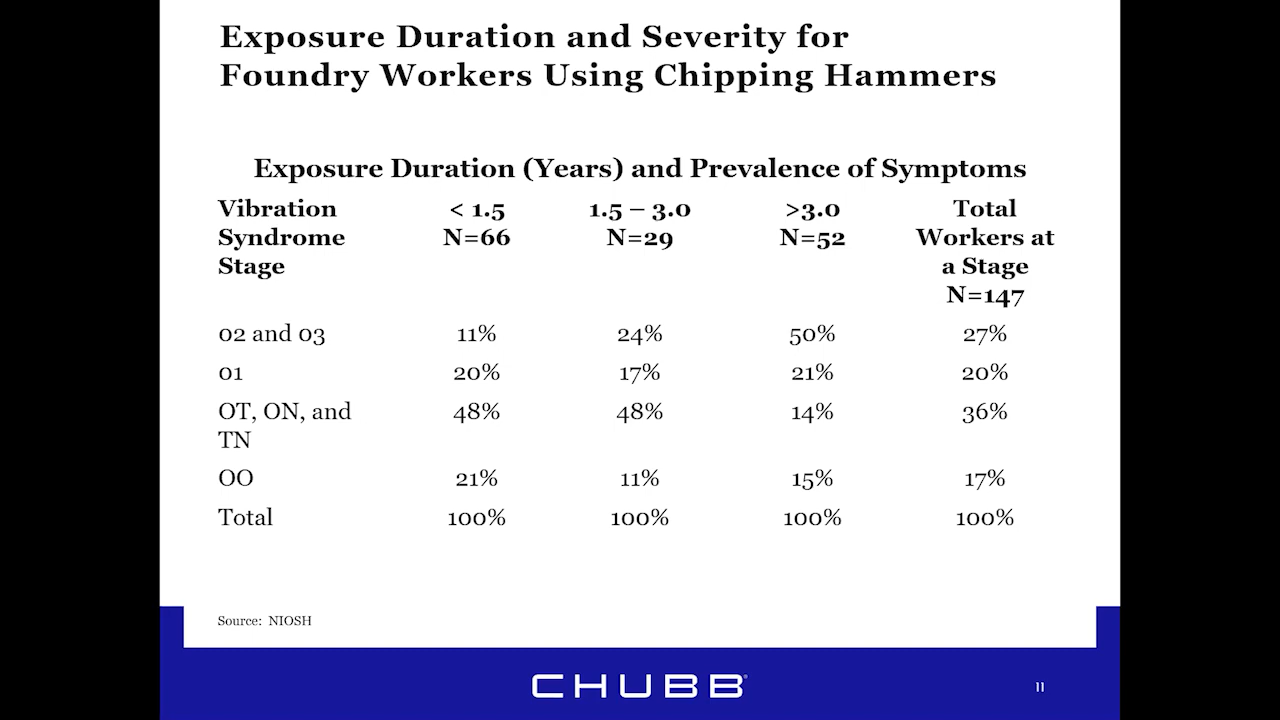 Exposure Duration and Severity for
Foundry Workers Using Chipping Hammers
Exposure Duration (Years) and Prevalence of Symptoms
Vibration Syndrome Stage < 1.5 N=66 1.5 – 3.0 N=29 >3.0 N=52 Total Workers at a Stage N=147
02 and 03 11% 24% 50% 27%
01 20% 17% 21% 20%
OT, ON, and TN 48% 48% 14% 36%
OO 21% 11% 15% 17%
Total 100% 100% 100% 100%
Source: NIOSH
CHUBB®
11